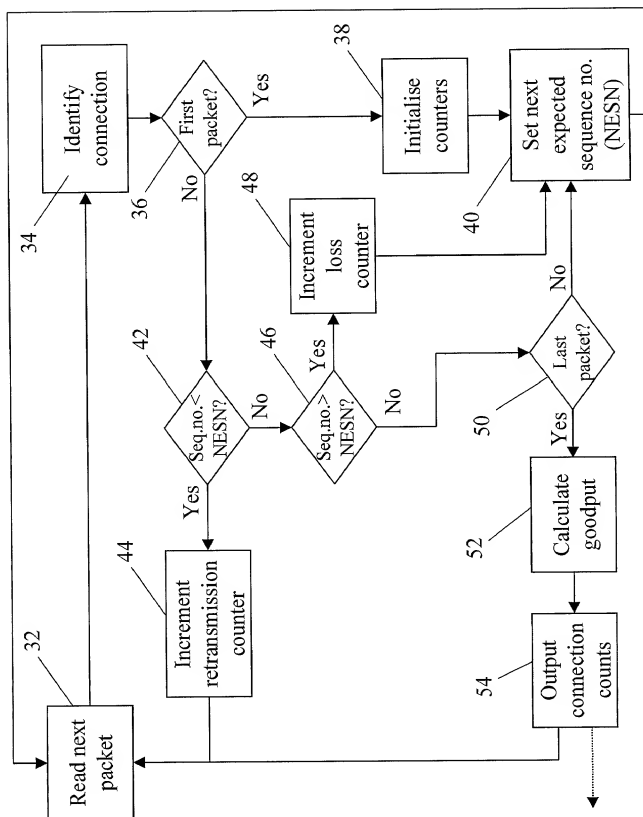 32
Read next
packet
34
Identify
connection
36
First
packet?
Yes
No
38
Initialise
counters
40
Set next
expected
sequence no.
(NESN)
42
Seq.no.<
NESN?
Yes
No
44
Increment
retransmission
counter
46
Seq.no.>
NESN?
Yes
No
48
Increment
loss
counter
50
Last
packet?
No
Yes
52
Calculate
goodput
54
Output
connection
counts